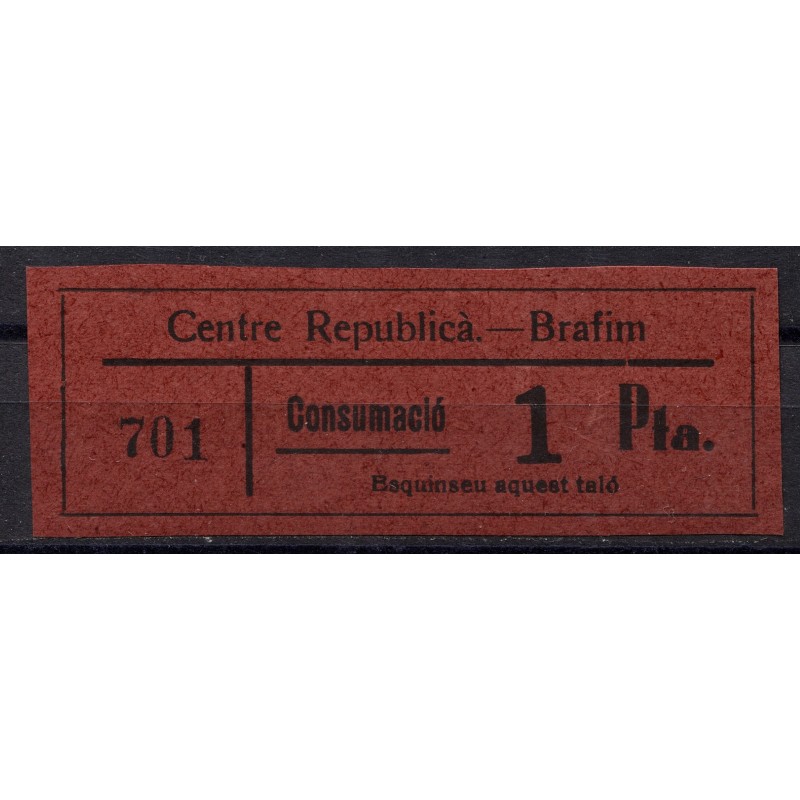 Centre Republicà.—Brafim
701 Consumació 1 Pta.
Esquinseu aquest taló